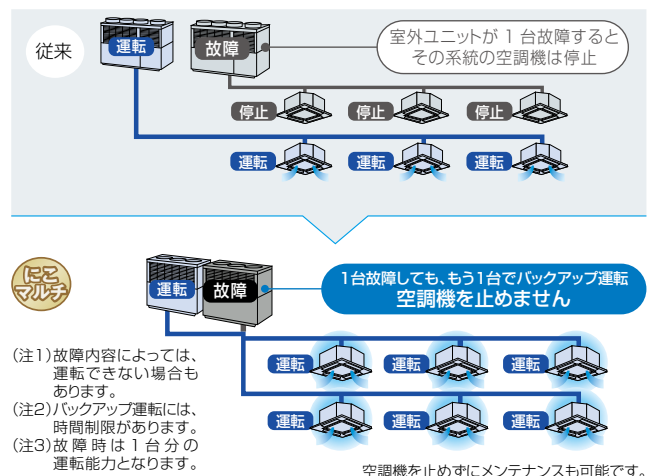 従来
運転
故障
室外ユニットが1台故障すると
その系統の空調機は停止
停止
停止
停止
運転
運転
運転
にこ
マルチ
運転
故障
1台故障しても、もう1台でバックアップ運転
空調機を止めません
(注1)故障内容によっては、
運転できない場合も
あります。
(注2)バックアップ運転には、
時間制限があります。
(注3)故障時は1台分の
運転能力となります。
運転
運転
運転
運転
運転
運転
空調機を止めずにメンテナンスも可能です。